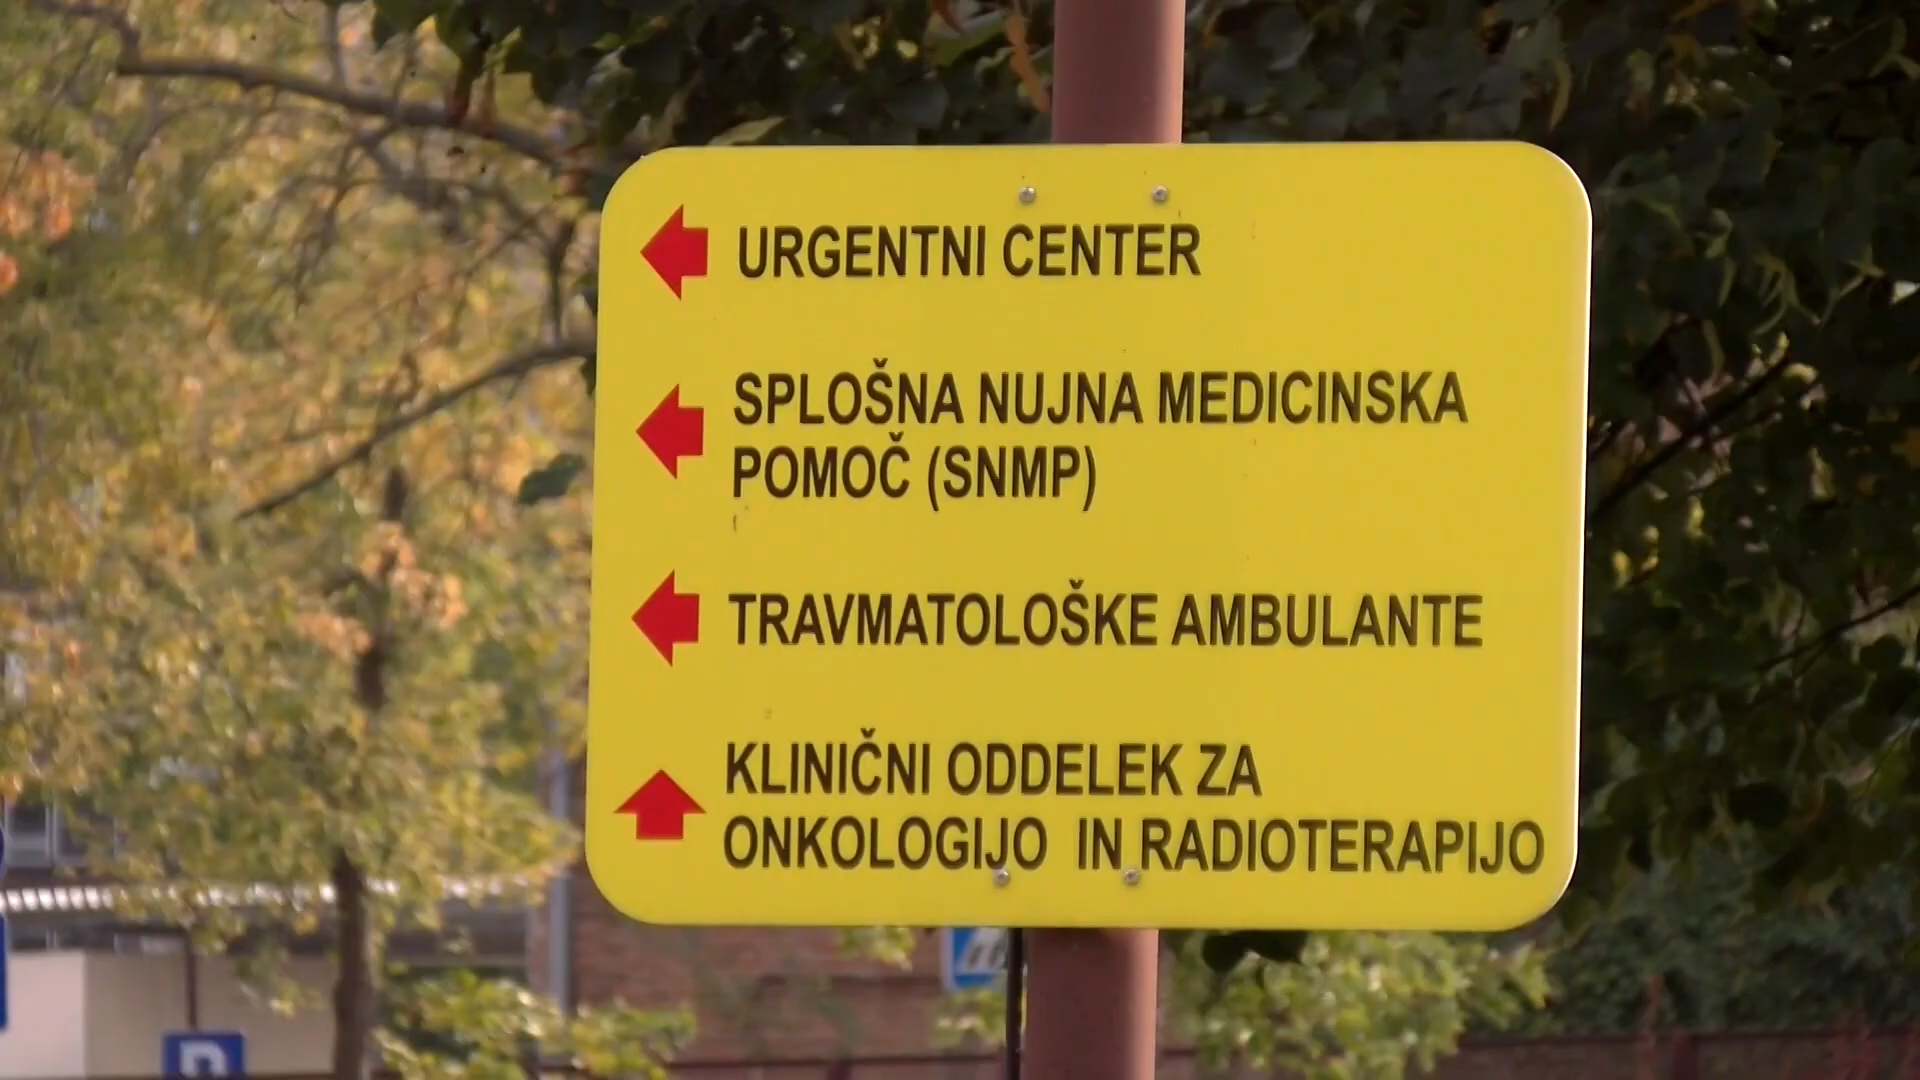 URGENTNI CENTER
SPLOŠNA NUJNA MEDICINSKA
POMOČ (SNMP)
TRAVMATOLOŠKE AMBULANTE
KLINIČNI ODDELEK ZA
ONKOLOGIJO IN RADIOTERAPIJO